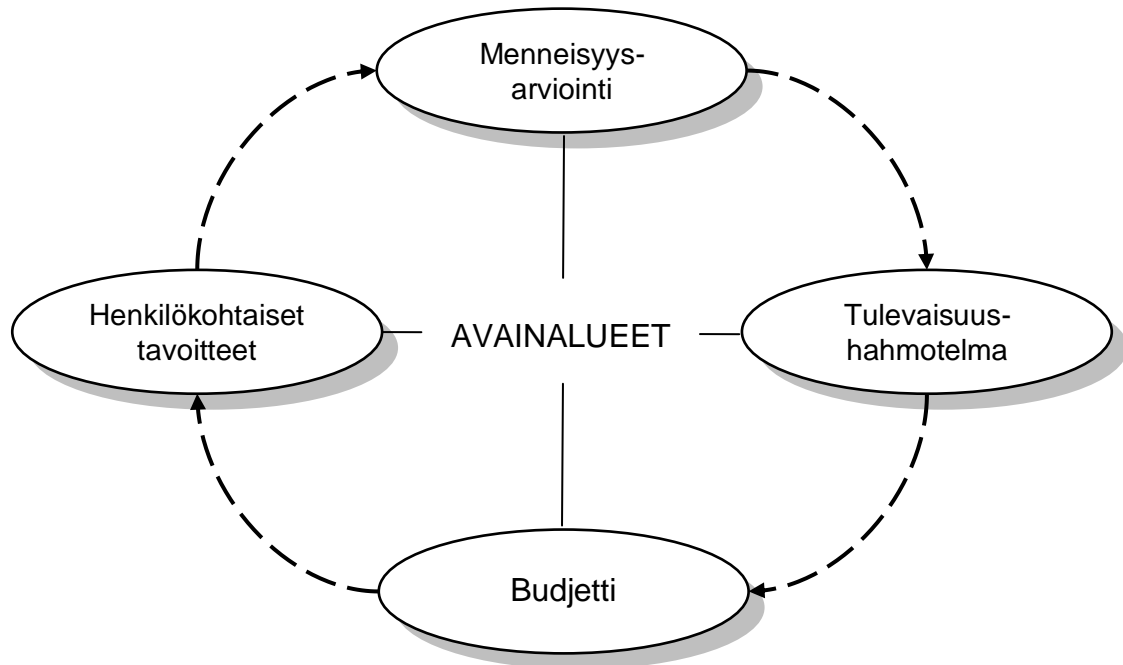 Menneisyys-
arviointi
Henkilökohtaiset
tavoitteet
AVAINALUEET
Tulevaisuus-
hahmotelma
Budjetti